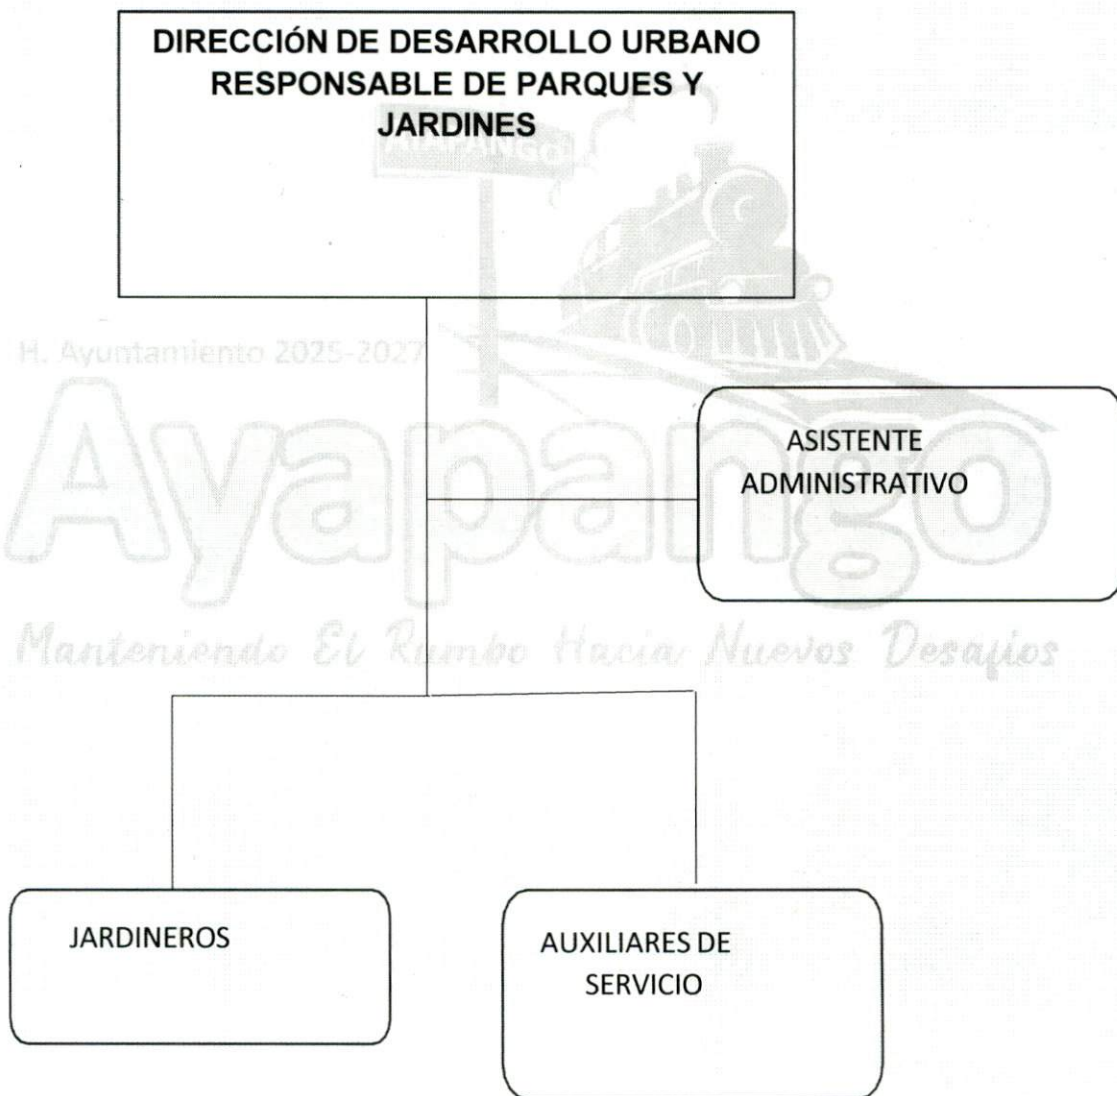 DIRECCIÓN DE DESARROLLO URBANO
RESPONSABLE DE PARQUES Y
JARDINES
AYAPANGO
H. Ayuntamiento 2025-2027
Ayapango
ASISTENTE
ADMINISTRATIVO
Manteniendo El Rumbo Hacia Nuevos Desafíos
JARDINEROS
AUXILIARES DE
SERVICIO